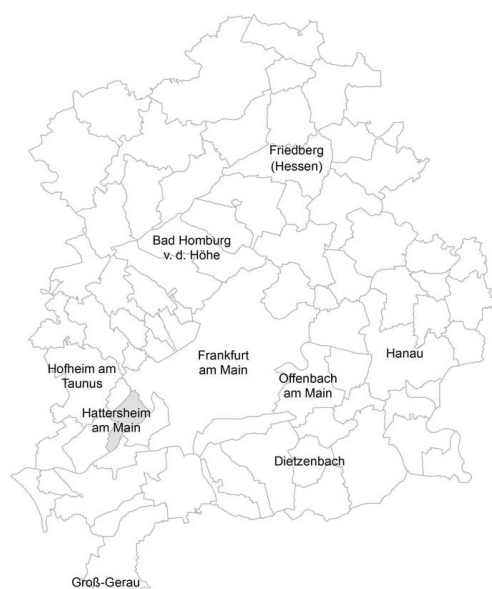 Friedberg
(Hessen)
Bad Homburg
v. d. Höhe
Frankfurt
am Main
Hanau
Hofheim am
Taunus
Offenbach
am Main
Hattersheim
am Main
Dietzenbach
Groß-Gerau